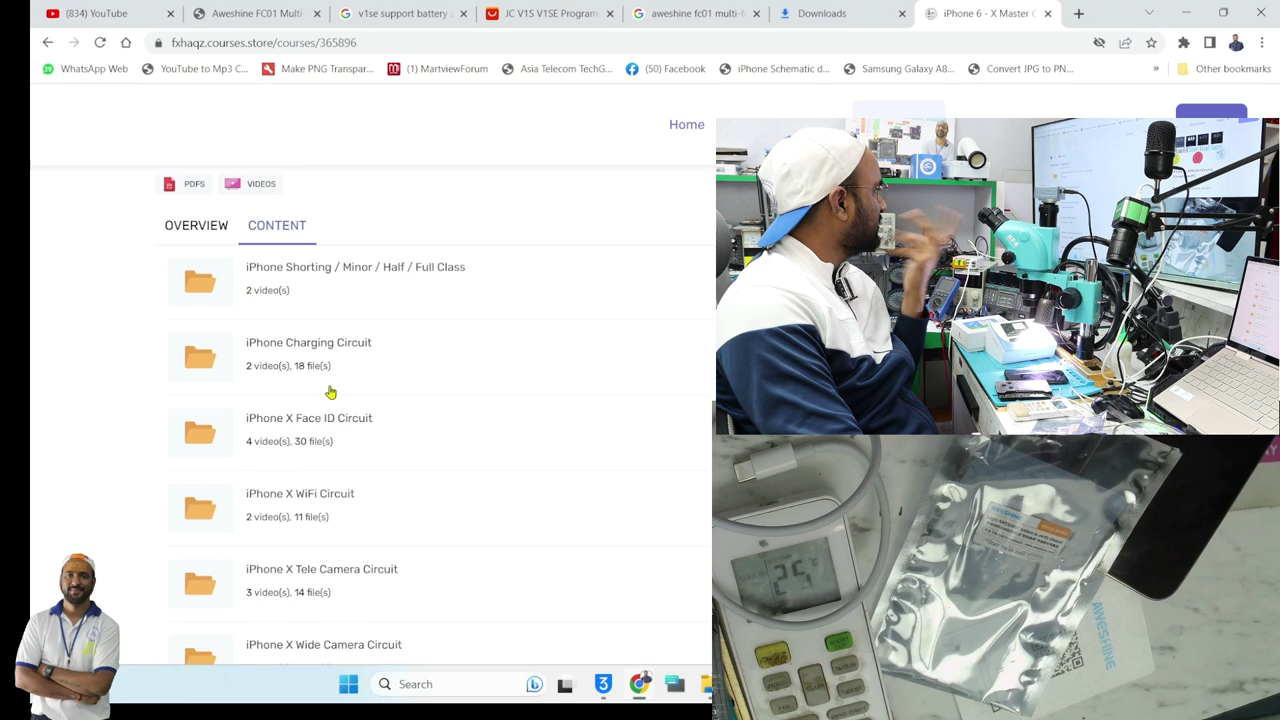 (834) YouTube
Aweshine FC01 Multi-
v1se support battery
JC V1S V1SE Program
aweshine fc01 multi-f
Downloads
iPhone 6 - X Master C
fxhaqz.courses.store/courses/365896
WhatsApp Web
YouTube to Mp3 C...
Make PNG Transpar...
(1) MartviewForum
Asia Telecom TechG...
(50) Facebook
iPhone Schematic d...
Samsung Galaxy A8...
Convert JPG to PN...
»
Other bookmarks
Home
PDFS
VIDEOS
OVERVIEW
CONTENT
iPhone Shorting / Minor / Half / Full Class
2 video(s)
iPhone Charging Circuit
2 video(s), 18 file(s)
iPhone X Face ID Circuit
4 video(s), 30 file(s)
iPhone X WiFi Circuit
2 video(s), 11 file(s)
iPhone X Tele Camera Circuit
3 video(s), 14 file(s)
iPhone X Wide Camera Circuit
Search
AWESHINE